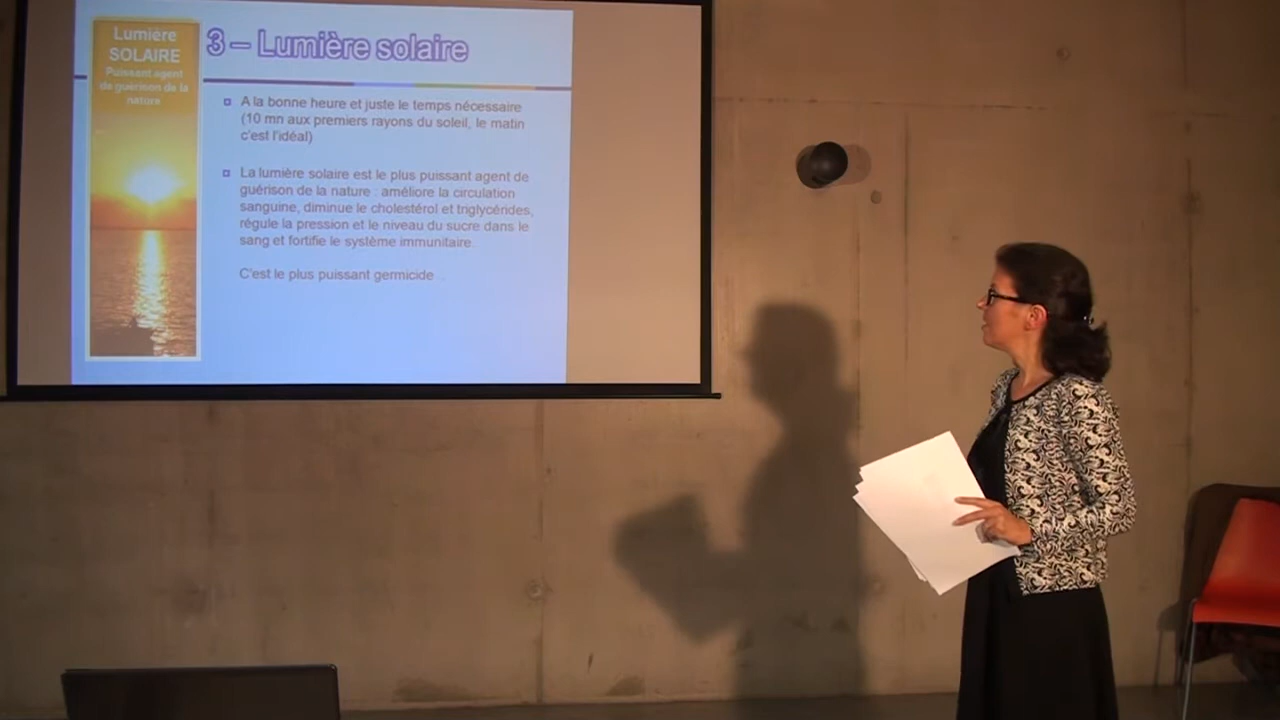 Lumière
SOLAIRE
Puissant agent
de guérison de la
nature
3 – Lumière solaire
A la bonne heure et juste le temps nécessaire
(10 mn aux premiers rayons du soleil, le matin
c'est l'idéal)
La lumière solaire est le plus puissant agent de
guérison de la nature : améliore la circulation
sanguine, diminue le cholestérol et triglycérides,
régule la pression et le niveau du sucre dans le
sang et fortifie le système immunitaire.
C'est le plus puissant germicide